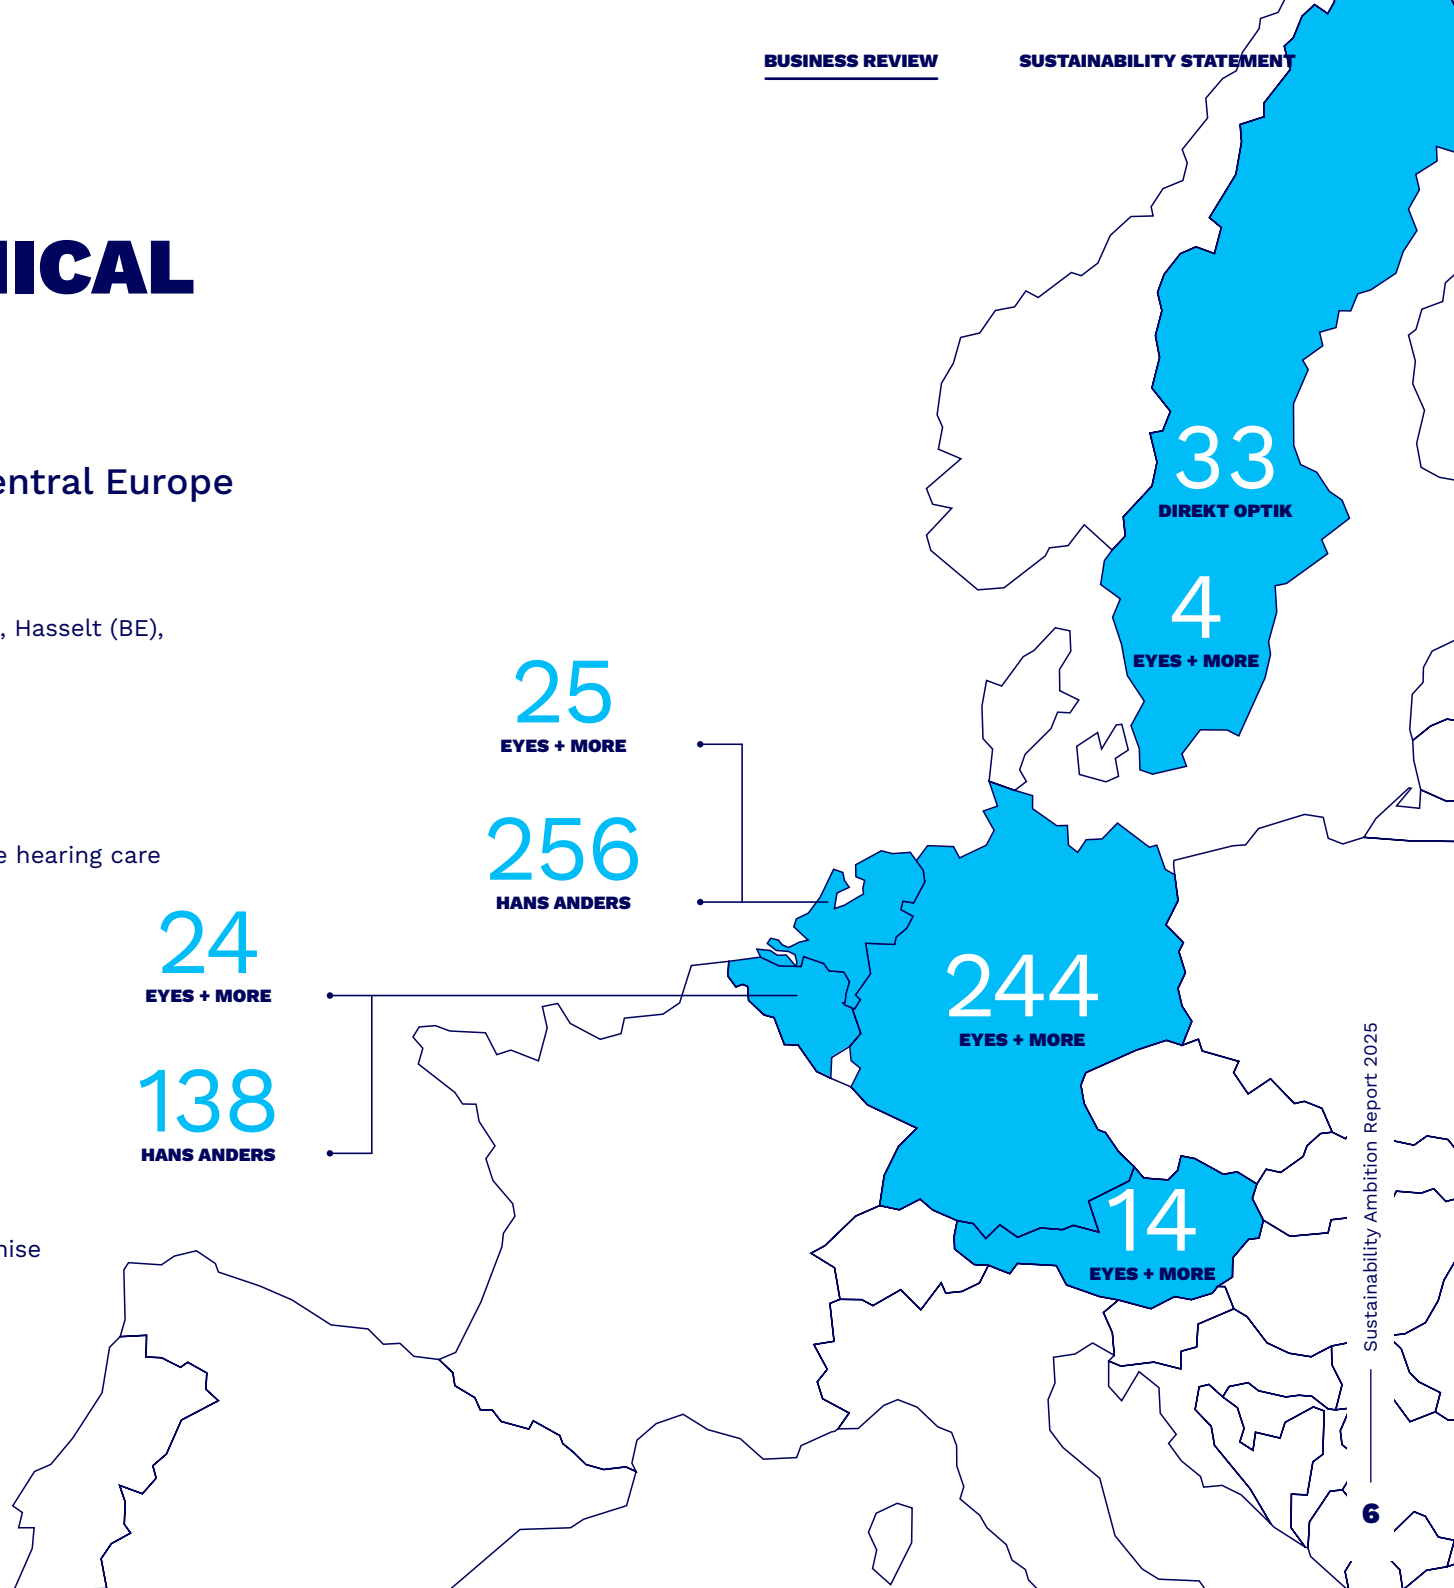 BUSINESS REVIEW
SUSTAINABILITY STATEMENT
entral Europe
, Hasselt (BE),
hearing care
33
DIREKT OPTIK
4
EYES + MORE
25
EYES + MORE
256
HANS ANDERS
24
EYES + MORE
138
HANS ANDERS
244
EYES + MORE
14
EYES + MORE
Sustainability Ambition Report 2025
6